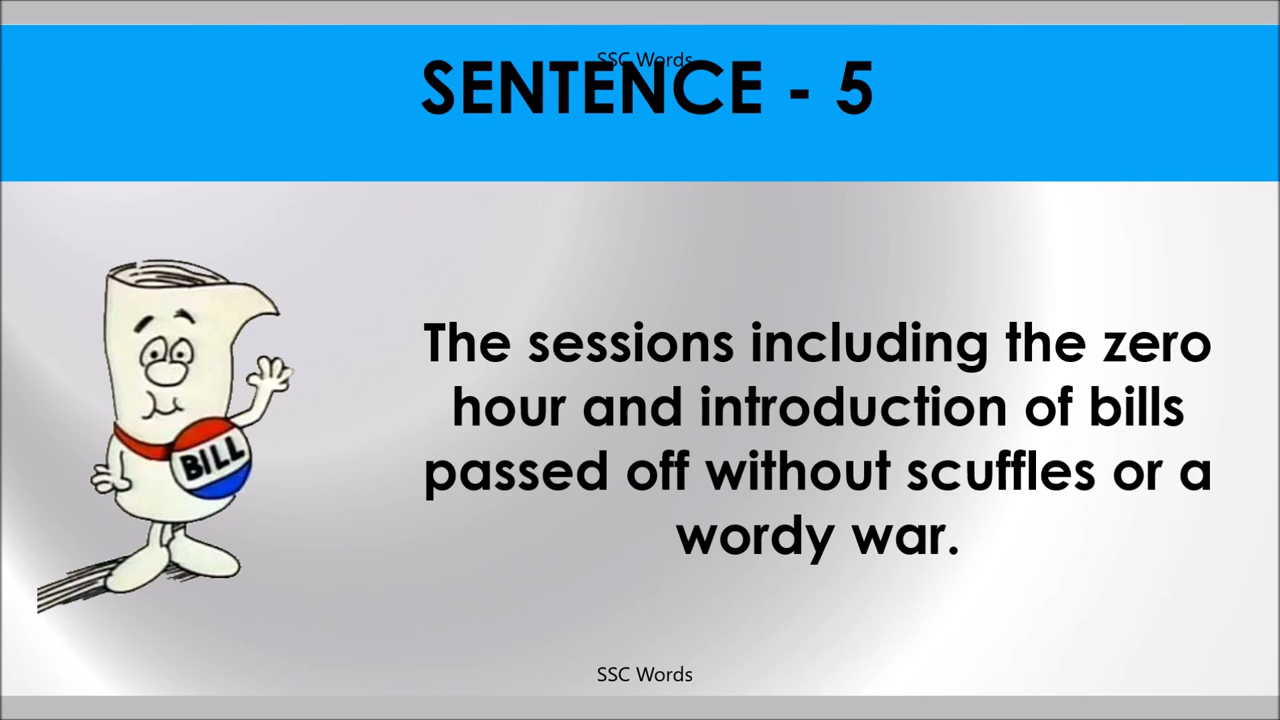 SSC Words
SENTENCE - 5
BILL
The sessions including the zero
hour and introduction of bills
passed off without scuffles or a
wordy war.
SSC Words